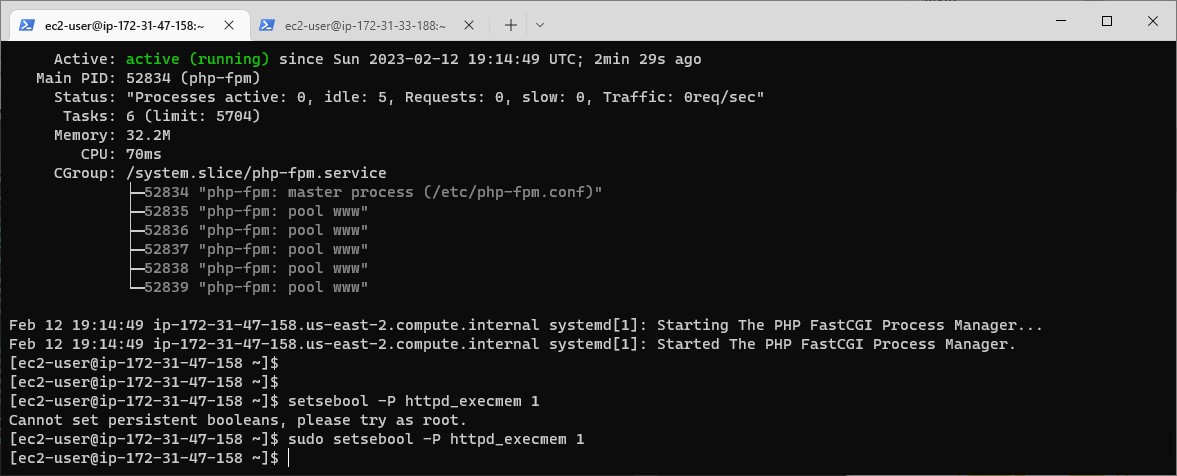 ec2-user@ip-172-31-47-158:~ ec2-user@ip-172-31-33-188:~
Active: active (running) since Sun 2023-02-12 19:14:49 UTC; 2min 29s ago
Main PID: 52834 (php-fpm)
Status: "Processes active: 0, idle: 5, Requests: 0, slow: 0, Traffic: 0req/sec"
Tasks: 6 (limit: 5704)
Memory: 32.2M
CPU: 70ms
CGroup: /system.slice/php-fpm.service
├─52834 "php-fpm: master process (/etc/php-fpm.conf)"
├─52835 "php-fpm: pool www"
├─52836 "php-fpm: pool www"
├─52837 "php-fpm: pool www"
├─52838 "php-fpm: pool www"
└─52839 "php-fpm: pool www"
Feb 12 19:14:49 ip-172-31-47-158.us-east-2.compute.internal systemd[1]: Starting The PHP FastCGI Process Manager...
Feb 12 19:14:49 ip-172-31-47-158.us-east-2.compute.internal systemd[1]: Started The PHP FastCGI Process Manager.
[ec2-user@ip-172-31-47-158 ~]$
[ec2-user@ip-172-31-47-158 ~]$
[ec2-user@ip-172-31-47-158 ~]$ setsebool -P httpd_execmem 1
Cannot set persistent booleans, please try as root.
[ec2-user@ip-172-31-47-158 ~]$ sudo setsebool -P httpd_execmem 1
[ec2-user@ip-172-31-47-158 ~]$